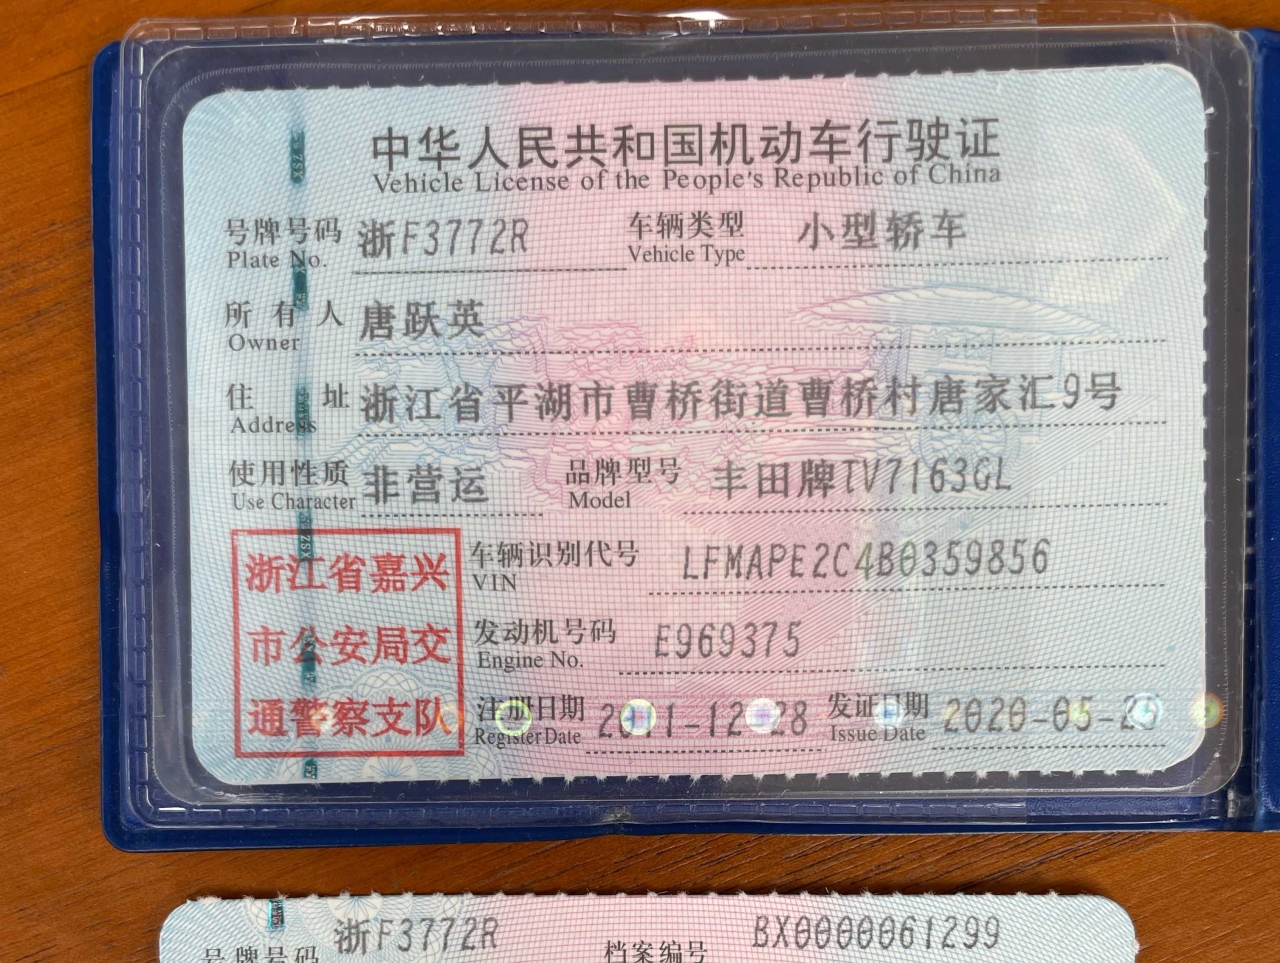 中华人民共和国机动车行驶证
Vehicle License of the People's Republic of China
号牌号码 浙F3772R 车辆类型 小型轿车
Plate No. Vehicle Type
所有人 唐跃英
Owner
住址 浙江省平湖市曹桥街道曹桥村唐家汇9号
Address
使用性质 非营运 品牌型号 丰田牌TV7163GL
Use Character Model
浙江省嘉兴
市公安局交
通警察支队
车辆识别代号 LFMAPE2C4B0359856
VIN
发动机号码 E969375
Engine No.
注册日期 2011-12-28 发证日期
Register Date Issue Date
号牌号码 浙F3772R 档案编号 BX0000061299